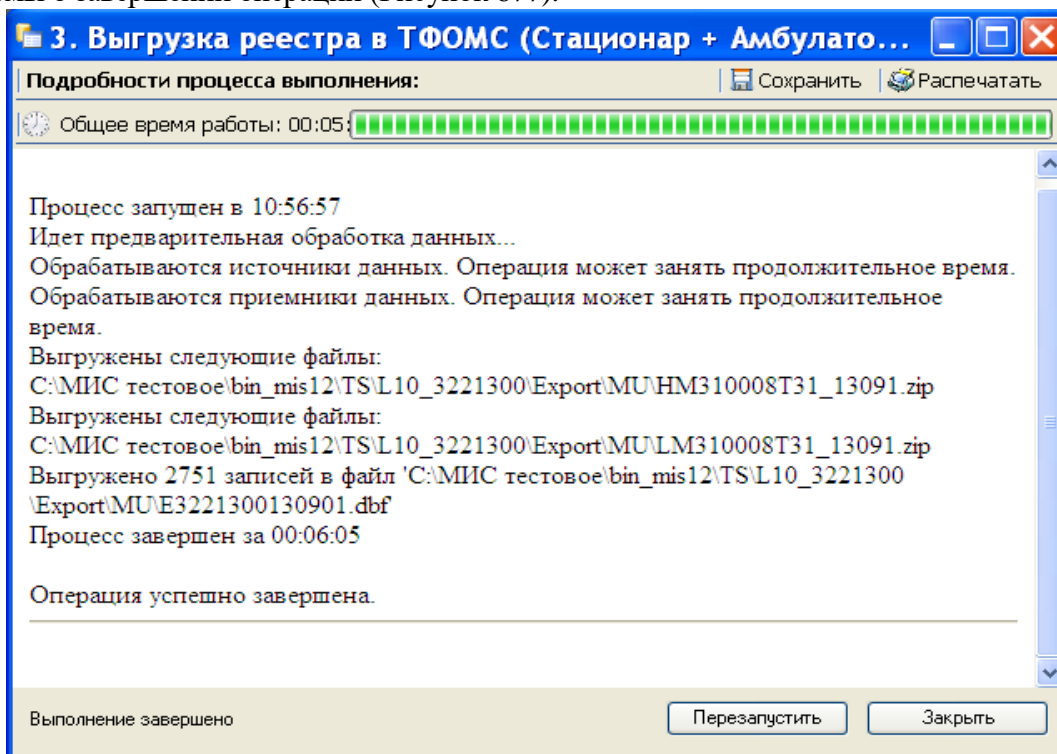 о завершении операции (Рисунок 677).
3. Выгрузка реестра в ТФОМС (Стационар + Амбулато...
Подробности процесса выполнения:
Сохранить
Распечатать
Общее время работы: 00:05:
Процесс запущен в 10:56:57
Идет предварительная обработка данных...
Обрабатываются источники данных. Операция может занять продолжительное время.
Обрабатываются приемники данных. Операция может занять продолжительное
время.
Выгружены следующие файлы:
C:\МИС тестовое\bin_mis12\TS\L10_3221300\Export\MU\HM310008T31_13091.zip
Выгружены следующие файлы:
C:\МИС тестовое\bin_mis12\TS\L10_3221300\Export\MU\LM310008T31_13091.zip
Выгружено 2751 записей в файл 'C:\МИС тестовое\bin_mis12\TS\L10_3221300
\Export\MU\E3221300130901.dbf'
Процесс завершен за 00:06:05
Операция успешно завершена.
Выполнение завершено
Перезапустить
Закрыть